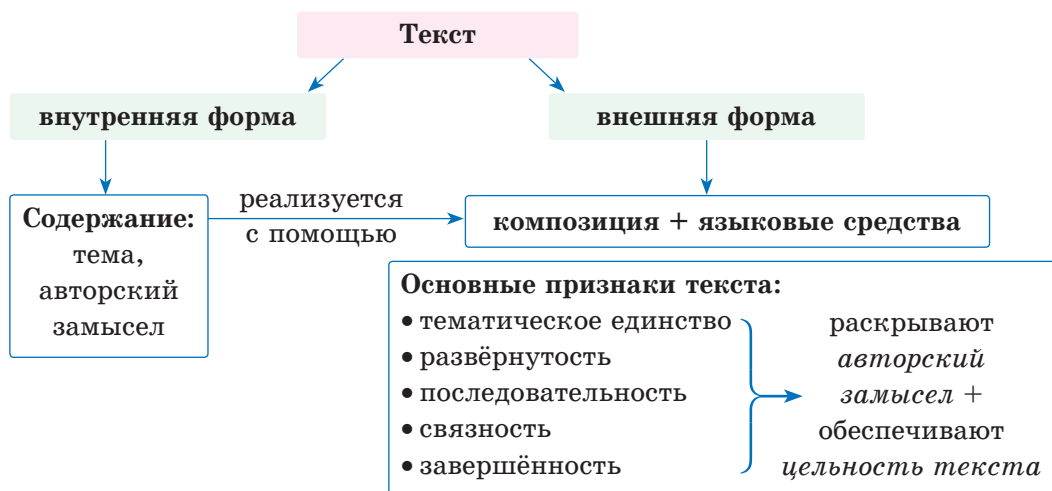 Текст
внутренняя форма
внешняя форма
Содержание:
тема,
авторский
замысел
реализуется
с помощью
композиция + языковые средства
Основные признаки текста:
• тематическое единство
• развёрнутость
• последовательность
• связность
• завершённость
раскрывают
авторский
замысел +
обеспечивают
цельность текста